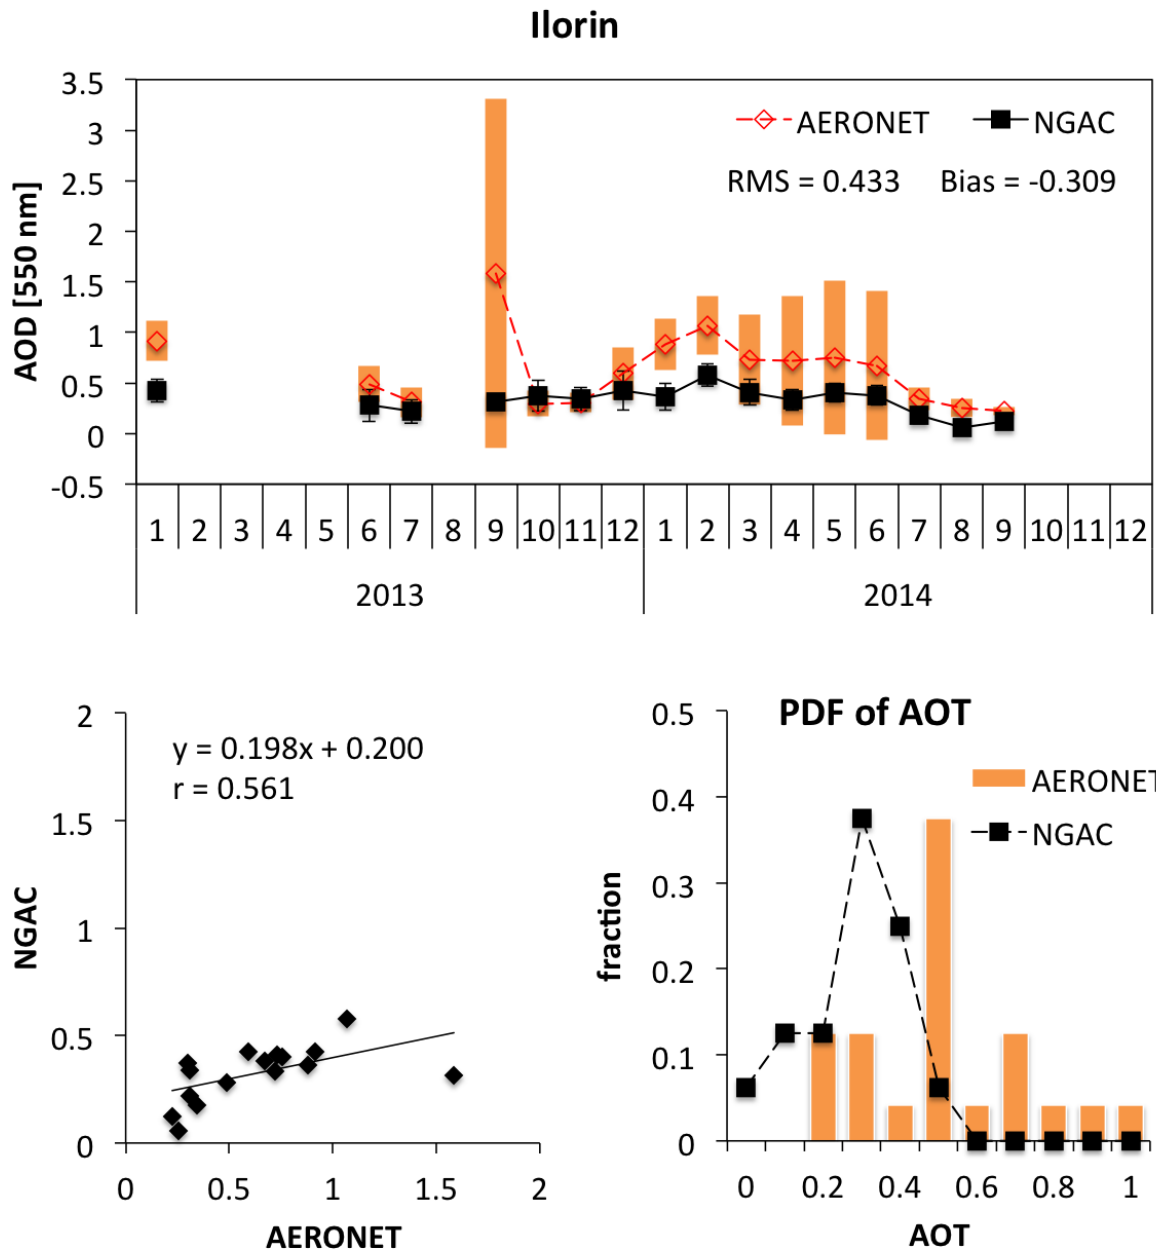 Ilorin
3.5
3
2.5
2
1.5
1
0.5
0
-0.5
AOD [550 nm]
AERONET NGAC
RMS = 0.433 Bias = -0.309
1 2 3 4 5 6 7 8 9 10 11 12 1 2 3 4 5 6 7 8 9 10 11 12
2013 2014
2
1.5
1
0.5
0
NGAC
y = 0.198x + 0.200
r = 0.561
0 0.5 1 1.5 2
AERONET
PDF of AOT
0.5
0.4
0.3
0.2
0.1
0
fraction
AERONET
NGAC
0 0.2 0.4 0.6 0.8 1
AOT